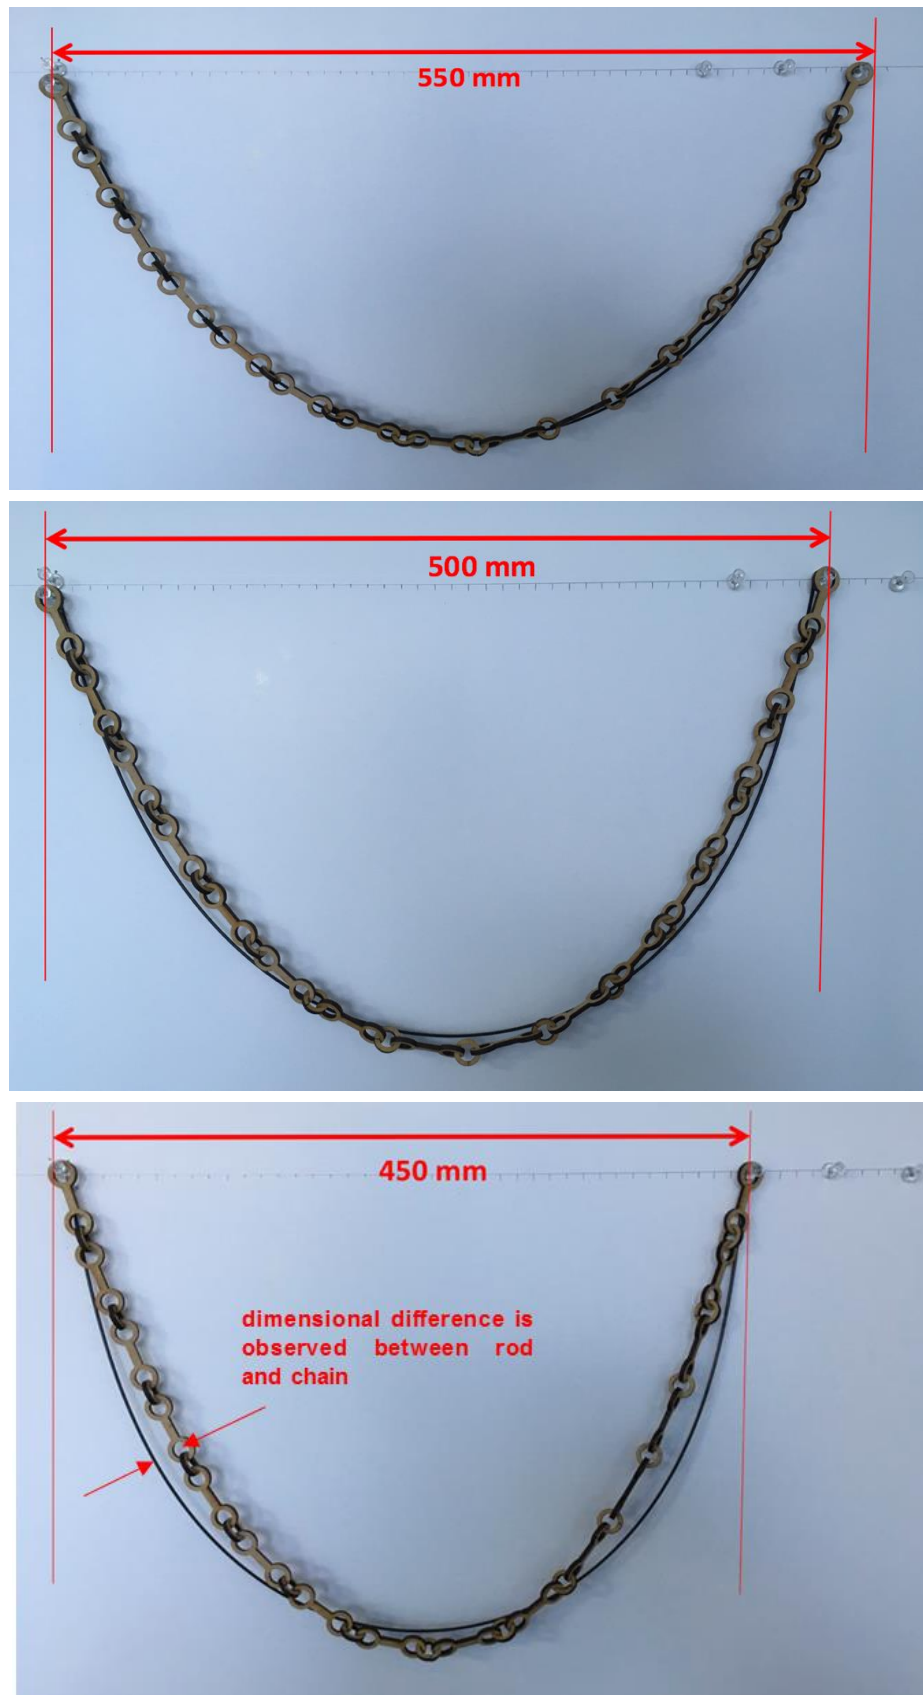 550 mm
500 mm
450 mm
dimensional difference is
observed between rod
and chain